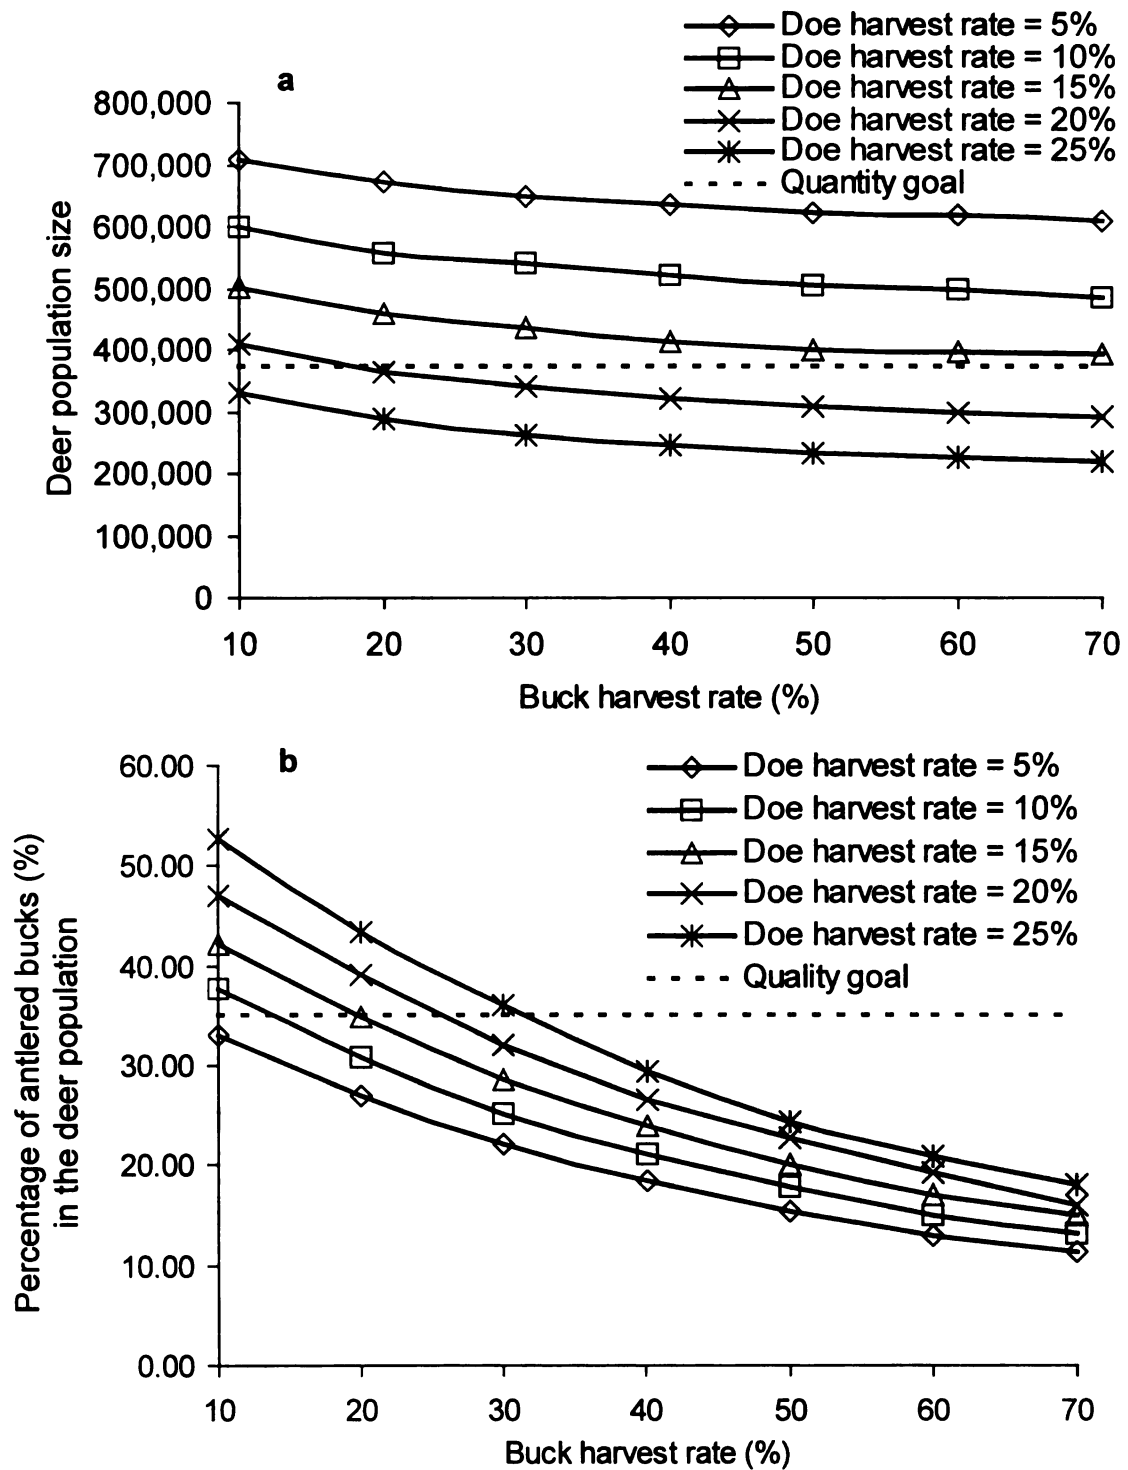 a
Doe harvest rate = 5%
Doe harvest rate = 10%
Doe harvest rate = 15%
Doe harvest rate = 20%
Doe harvest rate = 25%
Quantity goal
Deer population size
800,000
700,000
600,000
500,000
400,000
300,000
200,000
100,000
0
10 20 30 40 50 60 70
Buck harvest rate (%)
b
Doe harvest rate = 5%
Doe harvest rate = 10%
Doe harvest rate = 15%
Doe harvest rate = 20%
Doe harvest rate = 25%
Quality goal
Percentage of antlered bucks (%)
in the deer population
60.00
50.00
40.00
30.00
20.00
10.00
0.00
10 20 30 40 50 60 70
Buck harvest rate (%)